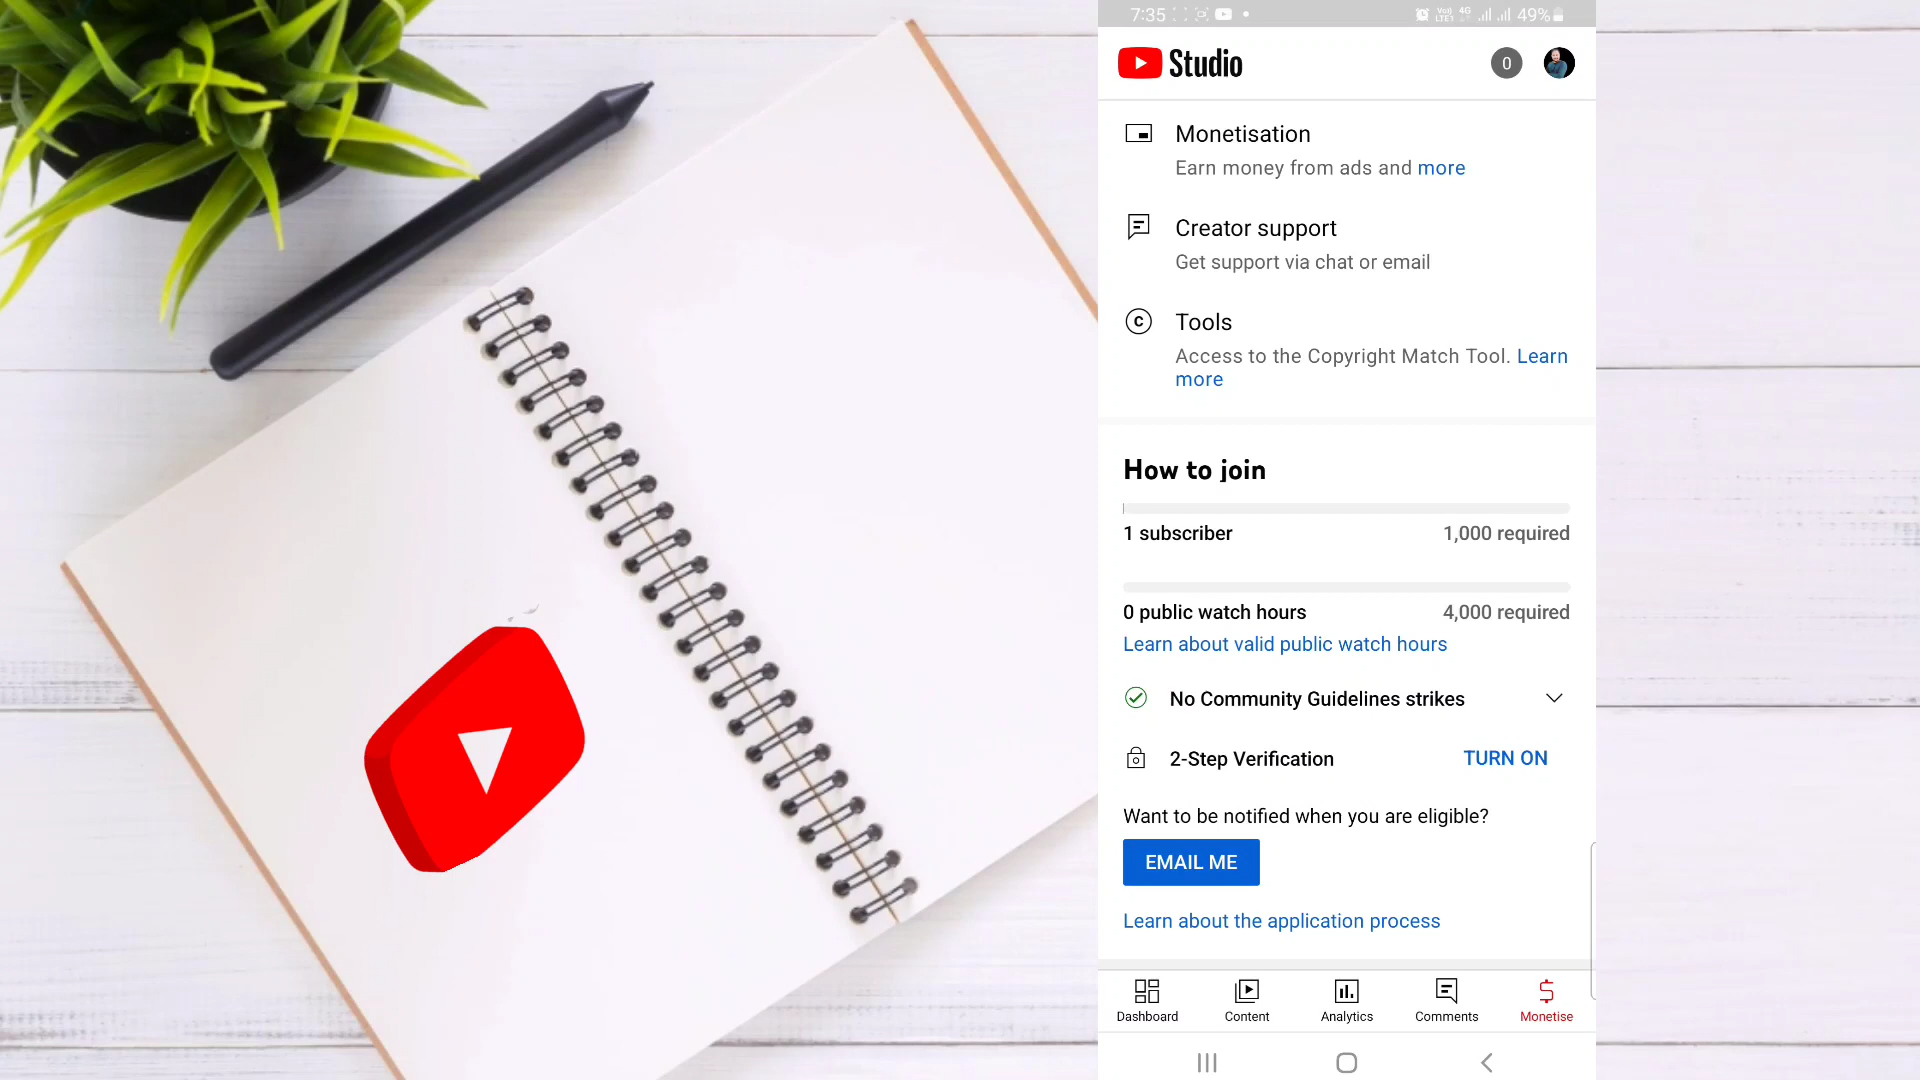 7:35
VoLTE1 4G 49%
Studio
0
Monetisation
Earn money from ads and more
Creator support
Get support via chat or email
C
Tools
Access to the Copyright Match Tool. Learn
more
How to join
1 subscriber 1,000 required
0 public watch hours 4,000 required
Learn about valid public watch hours
No Community Guidelines strikes
2-Step Verification TURN ON
Want to be notified when you are eligible?
EMAIL ME
Learn about the application process
Dashboard Content Analytics Comments Monetise